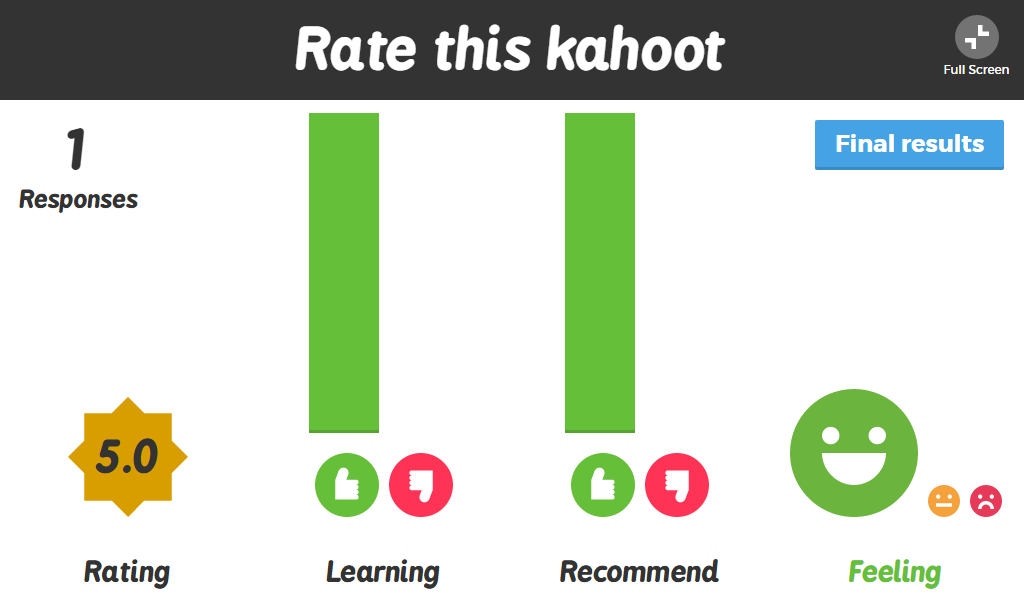 Rate this kahoot
Full Screen
1
Responses
Final results
5.0
Rating
Learning
Recommend
Feeling